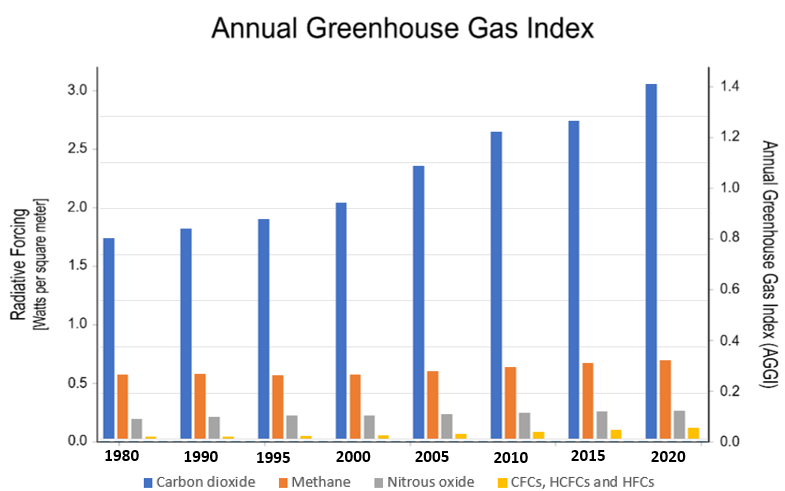 Annual Greenhouse Gas Index
3.0
2.5
2.0
1.5
1.0
0.5
0.0
Radiative Forcing
[Watts per square meter]
1.4
1.2
1.0
0.8
0.6
0.4
0.2
0.0
Annual Greenhouse Gas Index (AGGI)
1980 1990 1995 2000 2005 2010 2015 2020
Carbon dioxide Methane Nitrous oxide CFCs, HCFCs and HFCs